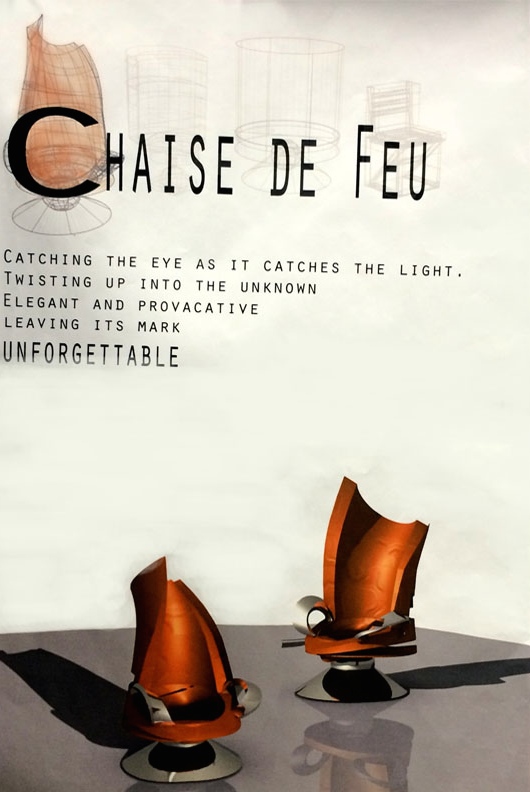 CHAISE DE FEU
CATCHING THE EYE AS IT CATCHES THE LIGHT.
TWISTING UP INTO THE UNKNOWN
ELEGANT AND PROVACATIVE
LEAVING ITS MARK
UNFORGETTABLE